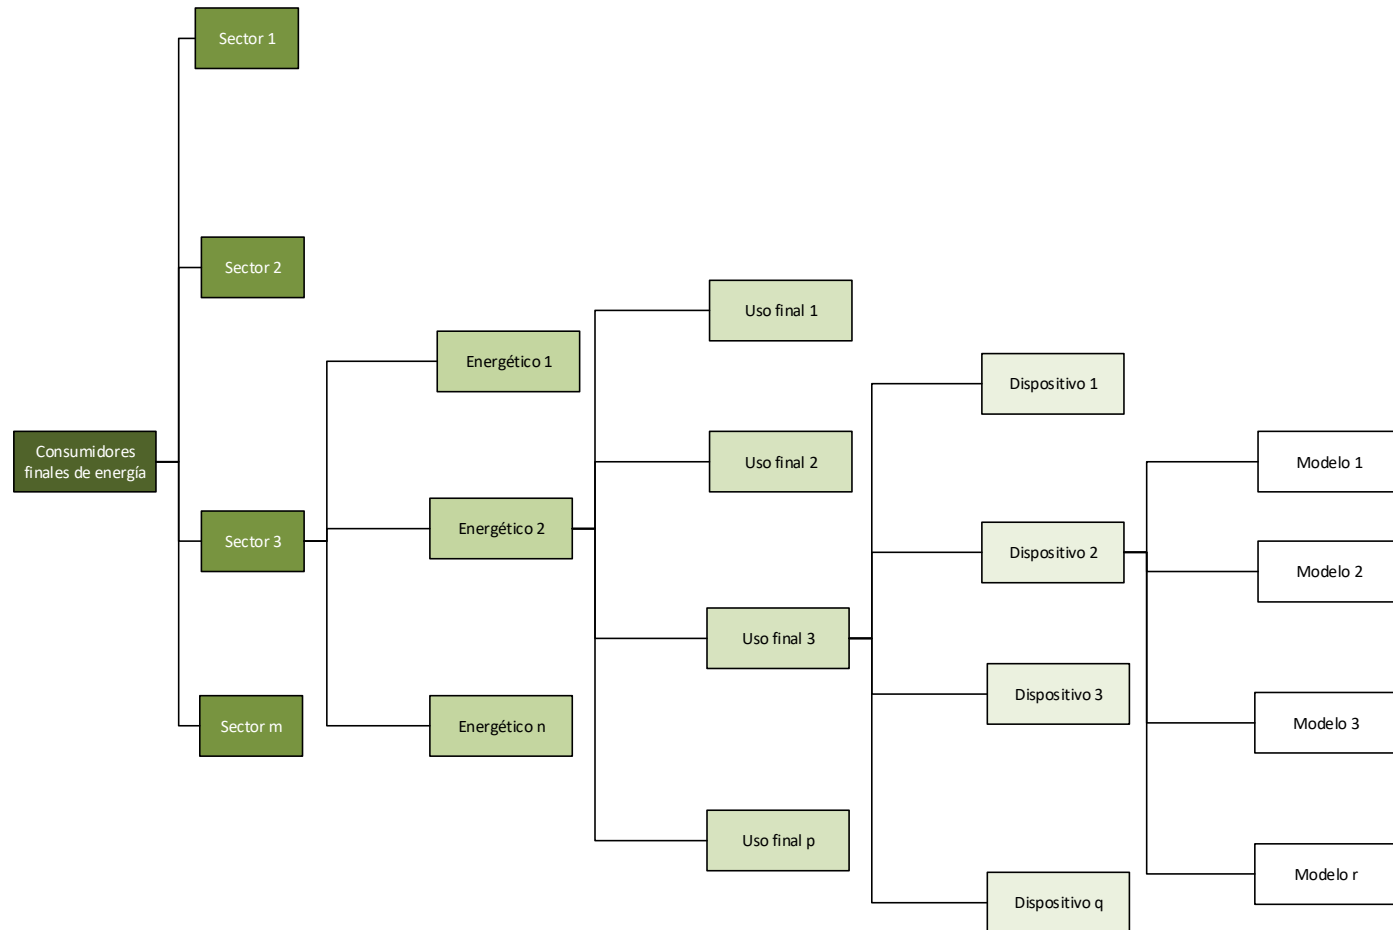 Consumidores
finales de energía
Sector 1
Sector 2
Sector 3
Sector m
Energético 1
Energético 2
Energético n
Uso final 1
Uso final 2
Uso final 3
Uso final p
Dispositivo 1
Dispositivo 2
Dispositivo 3
Dispositivo q
Modelo 1
Modelo 2
Modelo 3
Modelo r